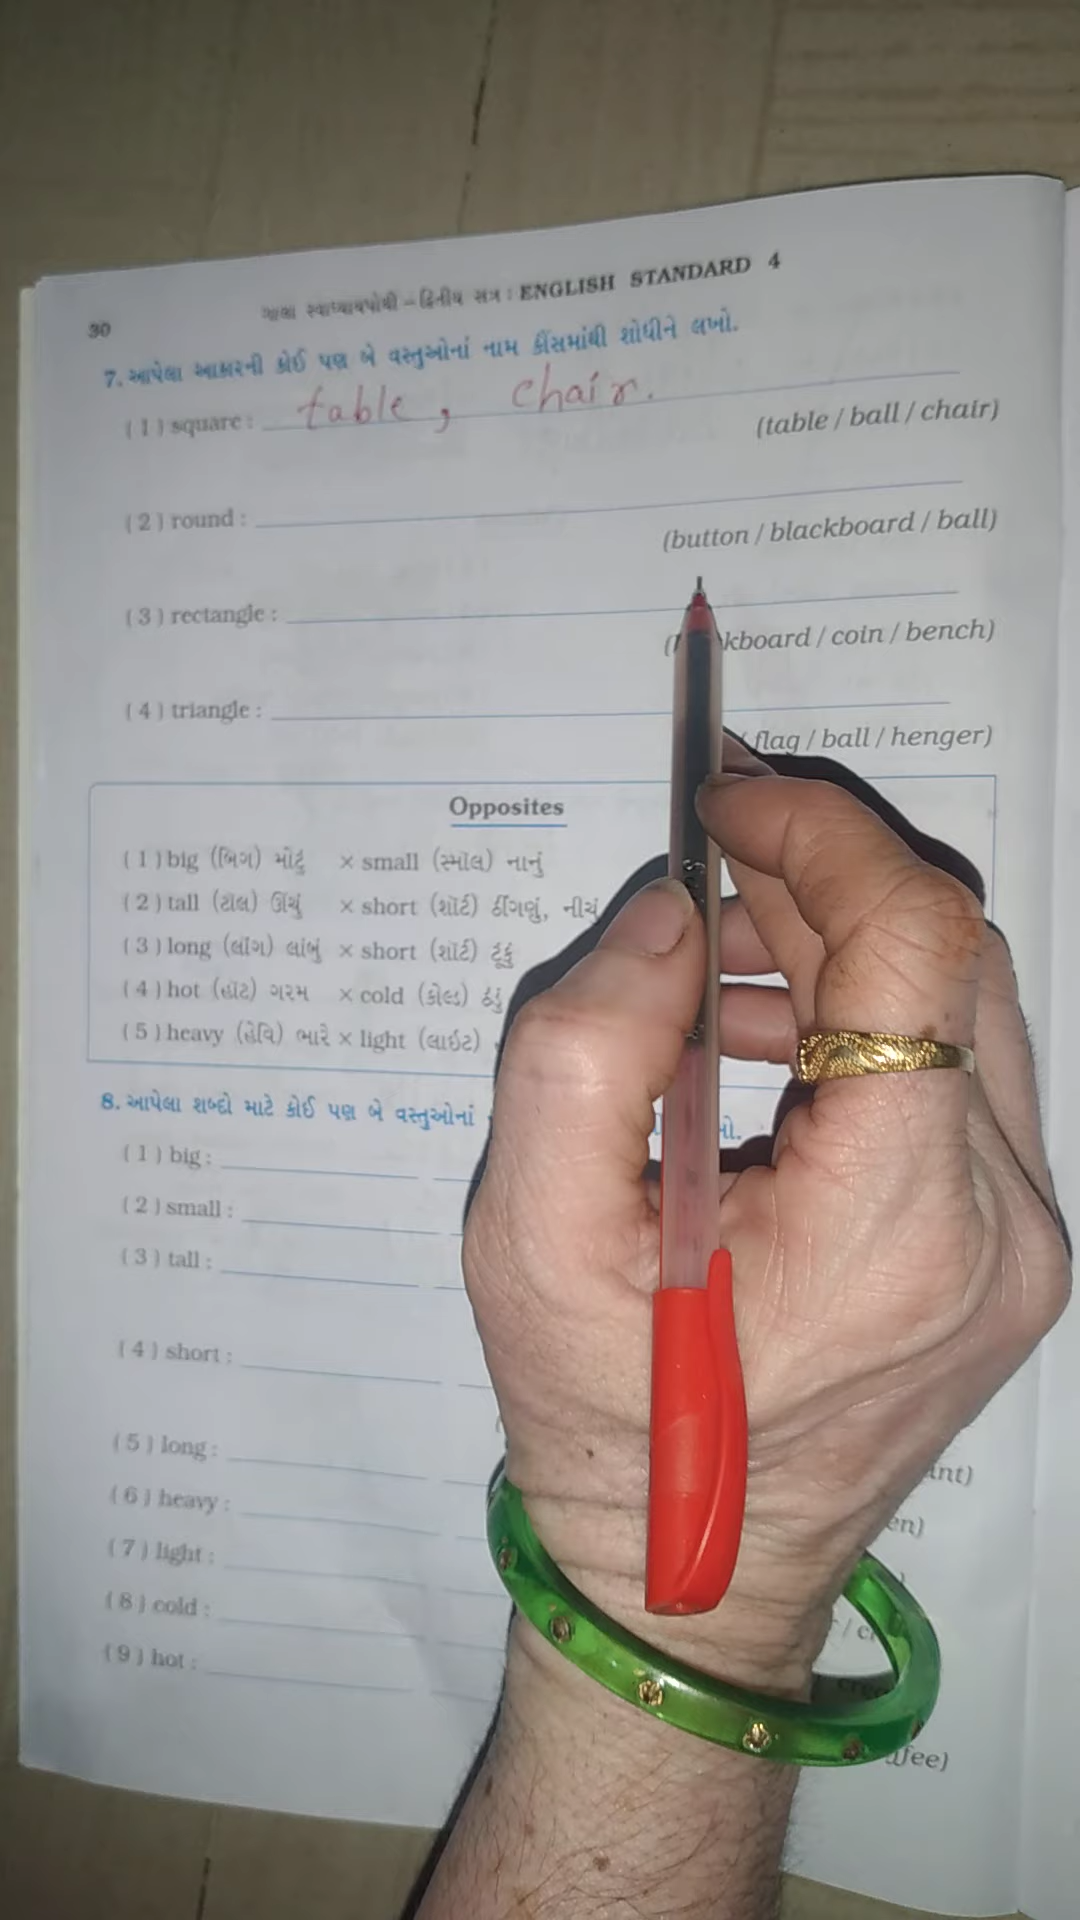 30
ગાલા સ્વાધ્યાયપોથી – દ્વિતીય સત્ર : ENGLISH STANDARD 4
7. આપેલા આકારની કોઈ પણ બે વસ્તુઓનાં નામ કૌંસમાંથી શોધીને લખો.
(1) square : table, chair.
(table / ball / chair)
(2) round :
(button / blackboard / ball)
(3) rectangle :
/ coin / bench)
(4) triangle :
flag / ball / henger)
Opposites
(1) big (બિગ) મોટું × small (સ્મૉલ) નાનું
(2) tall (ટૉલ) ઊંચું × short (શૉર્ટ) ઠીંગણું, નીચું
(3) long (લૉંગ) લાંબું × short (શૉર્ટ) ટૂંકું
(4) hot (હૉટ) ગરમ × cold (કોલ્ડ) ઠંડું
(5) heavy (હેવિ) ભારે × light (લાઇટ)
8. આપેલા શબ્દો માટે કોઈ પણ બે વસ્તુઓનાં
(1) big :
(2) small :
(3) tall :
(4) short :
(5) long :
(6) heavy :
(7) light :
(8) cold :
(9) hot :